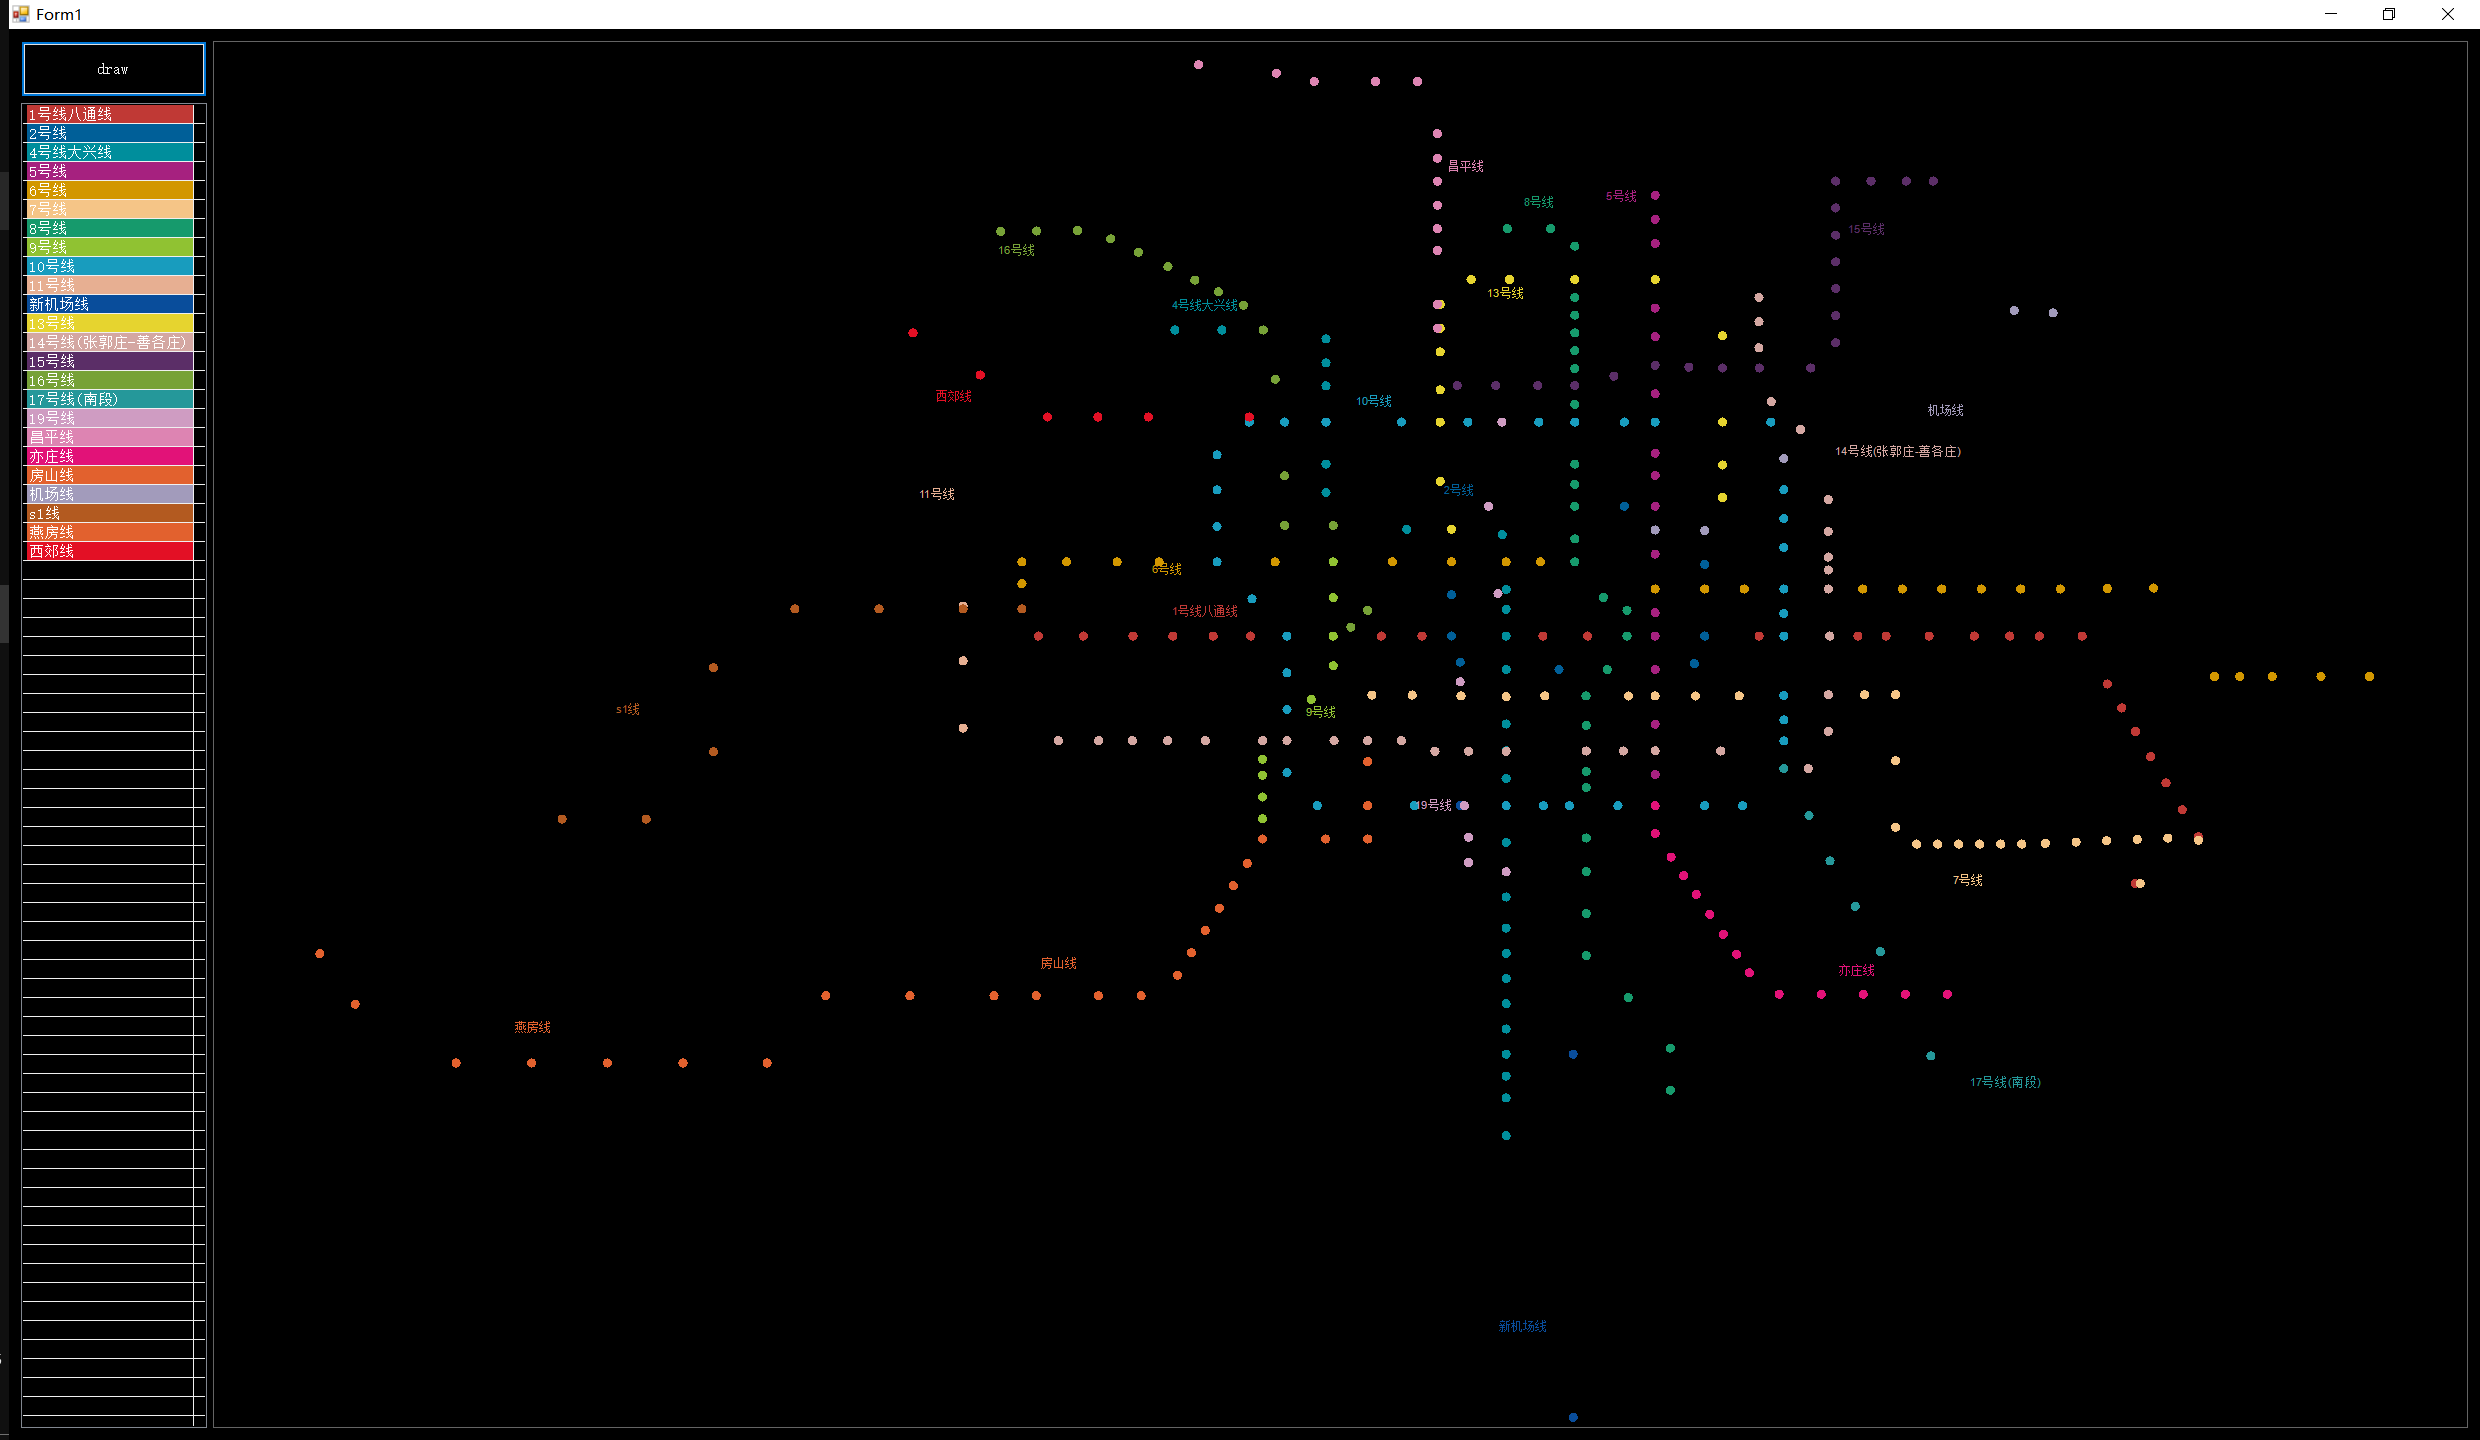 Form1
draw
1号线八通线
2号线
4号线大兴线
5号线
6号线
7号线
8号线
9号线
10号线
11号线
新机场线
13号线
14号线(张郭庄-善各庄)
15号线
16号线
17号线(南段)
19号线
昌平线
亦庄线
房山线
机场线
s1线
燕房线
西郊线
昌平线
5号线
8号线
15号线
16号线
13号线
4号线大兴线
西郊线
10号线
机场线
14号线(张郭庄-善各庄)
2号线
11号线
6号线
1号线八通线
s1线
9号线
19号线
7号线
房山线
亦庄线
燕房线
17号线(南段)
新机场线